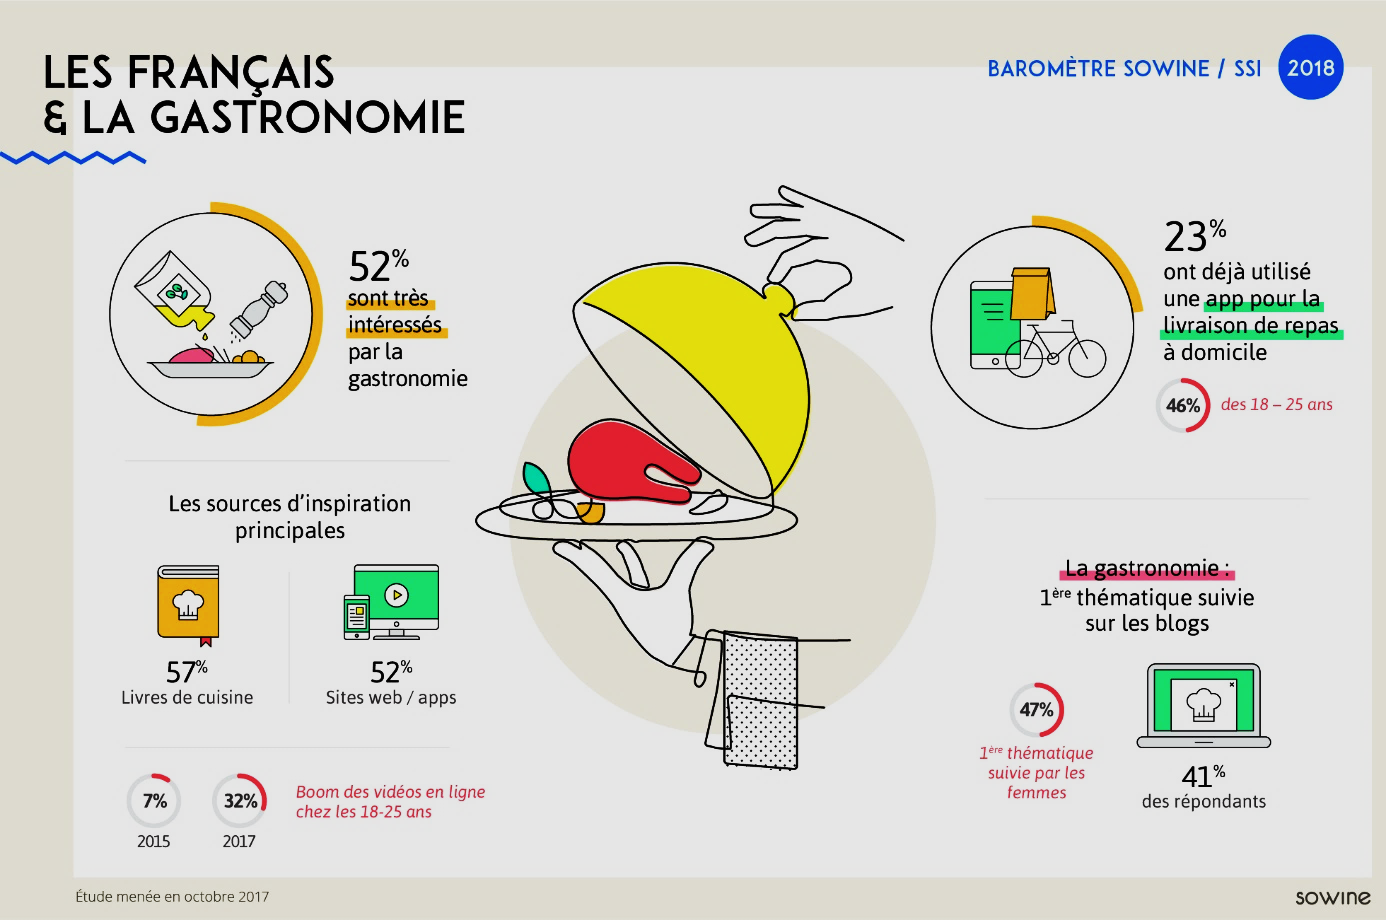 LES FRANÇAIS
& LA GASTRONOMIE
BAROMÈTRE SOWINE / SSI 2018
52%
sont très
intéressés
par la
gastronomie
23%
ont déjà utilisé
une app pour la
livraison de repas
à domicile
46% des 18 – 25 ans
Les sources d’inspiration
principales
57%
Livres de cuisine
52%
Sites web / apps
7%
2015
32%
2017
Boom des vidéos en ligne
chez les 18-25 ans
La gastronomie :
1ère thématique suivie
sur les blogs
47%
1ère thématique
suivie par les
femmes
41%
des répondants
Étude menée en octobre 2017
sowine